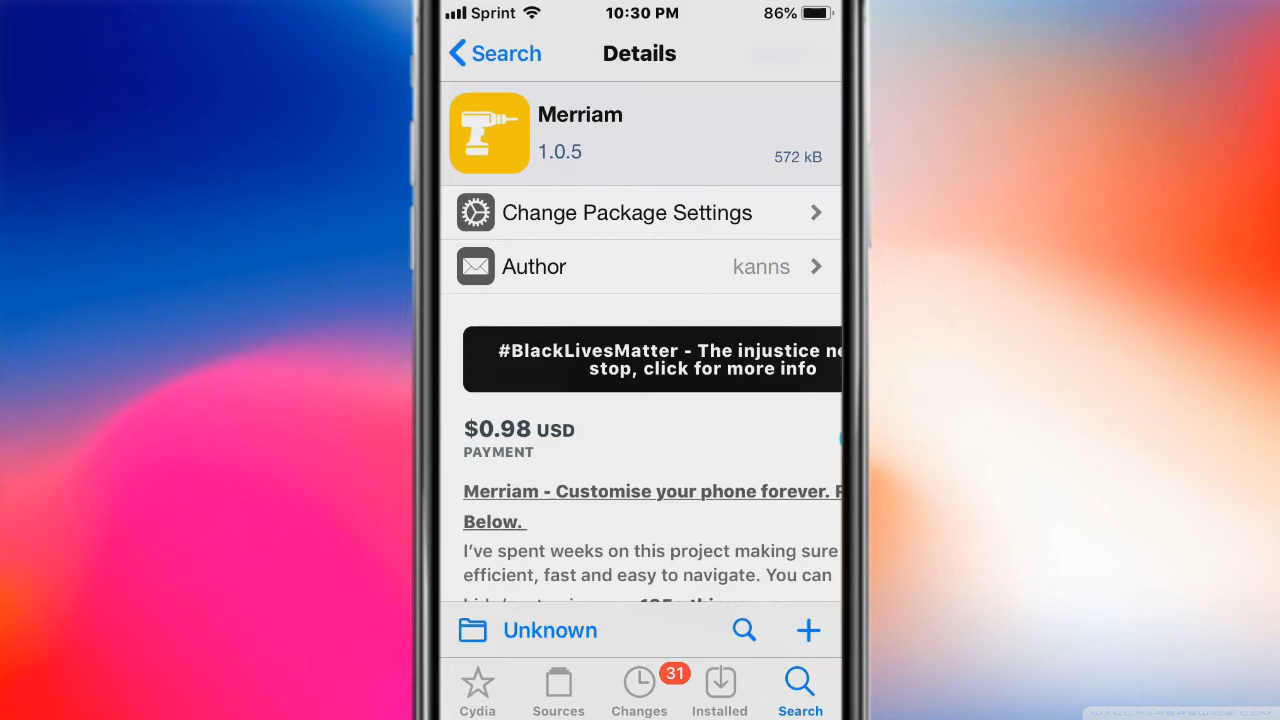 Sprint 10:30 PM 86%
Search Details
Merriam
1.0.5 572 kB
Change Package Settings
Author kanns
#BlackLivesMatter - The injustice
stop, click for more info
$0.98 USD
PAYMENT
Merriam - Customise your phone forever.
Below.
I've spent weeks on this project making sure
efficient, fast and easy to navigate. You can
Unknown
31
Cydia Sources Changes Installed Search